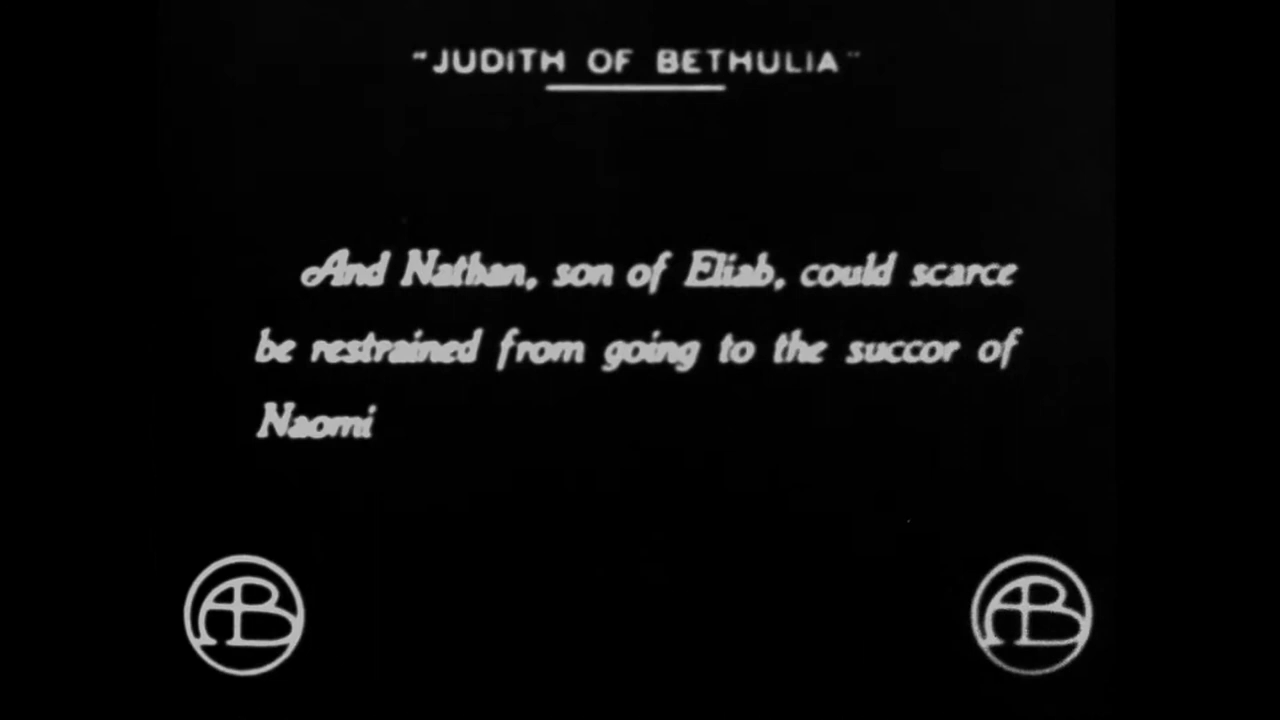 "JUDITH OF BETHULIA"
And Nathan, son of Eliab, could scarce
be restrained from going to the succor of
Naomi
AB
AB